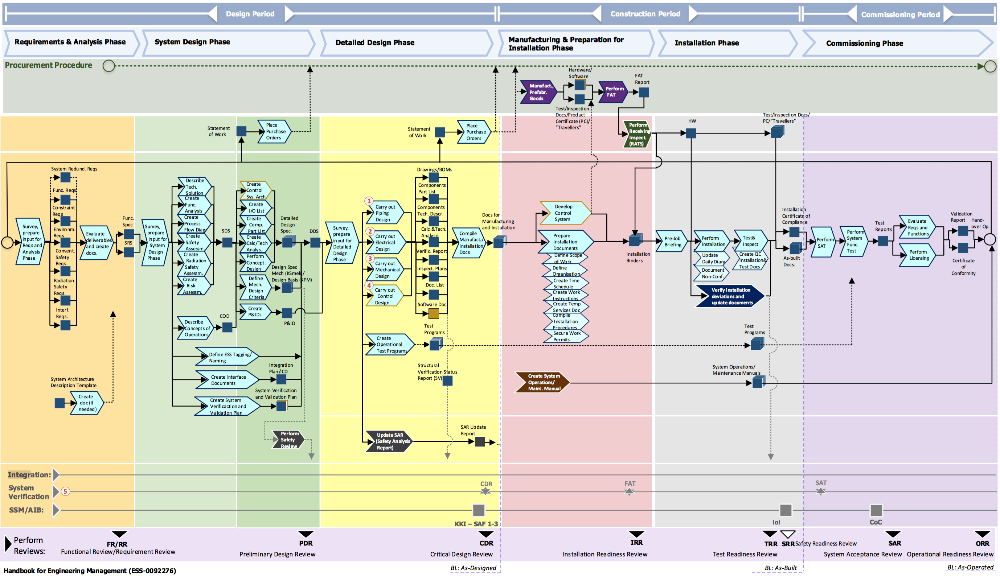 Design Period
Construction Period
Commissioning Period
Requirements & Analysis Phase
System Design Phase
Detailed Design Phase
Manufacturing & Preparation for
Installation Phase
Installation Phase
Commissioning Phase
Procurement Procedure
Hardware/
Software
FAT
Report
Manufact.,
Prefabr.
Goods
Perform
FAT
Test/Inspection
Docs/Product
Certificate (PC)/
"Travellers"
Statement
of Work
Place
Purchase
Orders
Statement
of Work
Place
Purchase
Orders
Perform
Receiving
Inspect.
(RATS)
HW
Test/Inspection Docs/
PC/"Travellers"
System Redund. Reqs
Func. Reqs
Constraint
Reqs
Environm.
Reqs
Convent.
Safety
Reqs.
Radiation
Safety
Reqs.
Interf.
Reqs.
Survey,
prepare
input for
Reqs and
Analysis
Phase
Evaluate
deliverables
and create
docs.
Func.
Spec
SRS
System Architecture
Description Template
Create
doc (if
needed)
Survey,
prepare
input for
System
Design
Phase
Describe
Tech.
Solution
Create
Func.
Analysis
Create
Process
Flow Diagr
Create
Safety
Assessm.
Create
Radiation
Safety
Assessm.
Create
Risk
Assessm.
SDS
Describe
Concepts of
Operations
COD
Define ESS Tagging/
Naming
Create Interface
Documents
Create System
Verificaction and
Validation Plan
Create
Control
Sys. Arch.
Create
I/O List
Create
Comp.
Part List
Create
Calc/Tech
Analys.
Perform
Concept.
Design
Define
Mech.
Design
Criteria
Create
P&IDs
Detailed
Design
Spec.
DDS
Design Spec
Mech (KSmek)/
Design Basis (KFM)
P&ID
Integration
Plan/ICD
System Verification
and Validation Plan
Perform
Safety
Review
Survey,
prepare
input for
Detailed
Design
Phase
1
Carry out
Piping
Design
2
Carry out
Electrical
Design
3
Carry out
Mechanical
Design
4
Carry out
Control
Design
Create
Operational
Test Programs
Update SAR
(Safety Analysis
Report)
Drawings/BOMs
Components
Part List
Components
Tech. Descr.
Calc.&Tech.
Analysis
Verific. Report
Inspect. Plans
Doc. List
Software Doc
Test
Programs
Structural
Verification Status
Report (SV)
SAR Update
Report
...
Compile
Manufact./
Installation
Docs
Docs for
Manufacturing
and Installation
Develop
Control
System
Prepare
Installation
Documents
Define Scope
of Work
Define
Organisation
Create Time
Schedule
Create Work
Instructions
Create Temp
Services Doc
Compile
Installation
Procedures
Secure Work
Permits
Create System
Operations/
Maint. Manual
Installation
Binders
Pre-Job
Briefing
Perform
Installation
Update
Daily Diary
Document
Non-Conf.
Test&
Inspect
Create QC
Installation&
Test Docs
Verify installation
deviations and
update documents
Test
Programs
System Operations/
Maintenance Manuals
Installation
Certificate of
Compliance
As-built
Docs.
Perform
SAT
Perform
System
Func.
Test
Test
Reports
Evaluate
Reqs and
Functions
Perform
Licensing
Validation
Report
Hand-
over Op.
Certificate
of
Conformity
Integration:
System
Verification
5
CDR
FAT
SAT
SSM/AIB:
KKI – SAF 1-3
IoI
CoC
Perform
Reviews:
FR/RR
Functional Review/Requirement Review
PDR
Preliminary Design Review
CDR
Critical Design Review
IRR
Installation Readiness Review
TRR
Test Readiness Review
SRR Safety Readiness Review
SAR
System Acceptance Review
ORR
Operational Readiness Review
Handbook for Engineering Management (ESS-0092276)
BL: As-Designed
BL: As-Built
BL: As-Operated